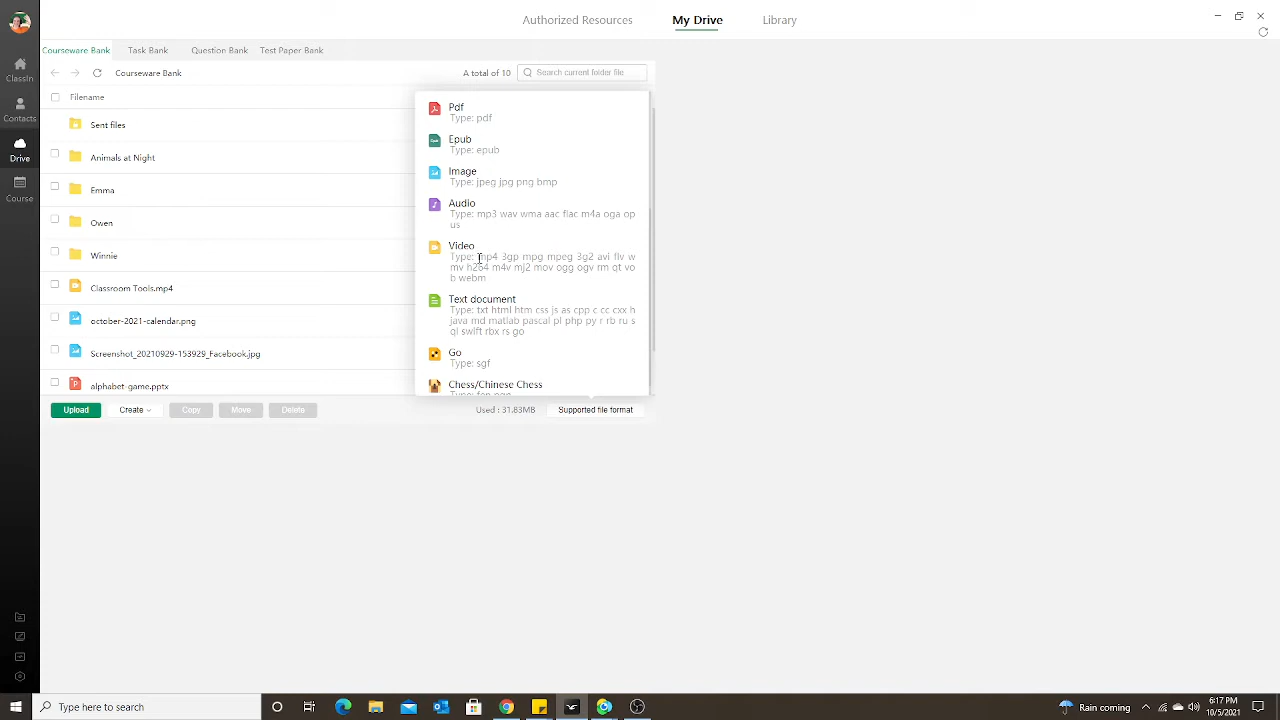 Authorized Resources My Drive Library
Courseware Bank Task Bank Question Bank Test Paper Bank
Courseware Bank A total of 10 Search current folder file
Filename
Sent files
Animals at Night
Emma
Owen
Winnie
Classroom Tools.mp4
october-2021-calendar.png
Screenshot_20210929-153929_Facebook.jpg
alphabet-game.pptx
Pdf
Type: pdf
Epub
Type: epub
Image
Type: jpeg jpg png bmp
Audio
Type: mp3 wav wma aac flac m4a oga op
us
Video
Type: mp4 3gp mpg mpeg 3g2 avi flv w
mv h264 m4v mj2 mov ogg ogv rm qt vo
b webm
Text document
Type: txt html htm css js as cpp c cc cxx h
java md matlab pascal pl php py r rb ru s
ql swift rbx rs go
Go
Type: sgf
Chess/Chinese Chess
Upload Create Copy Move Delete Used : 31.83MB Supported file format
ClassIn
Contacts
Drive
Course
Type here to search
Rain coming
6:17 PM
10/5/2021